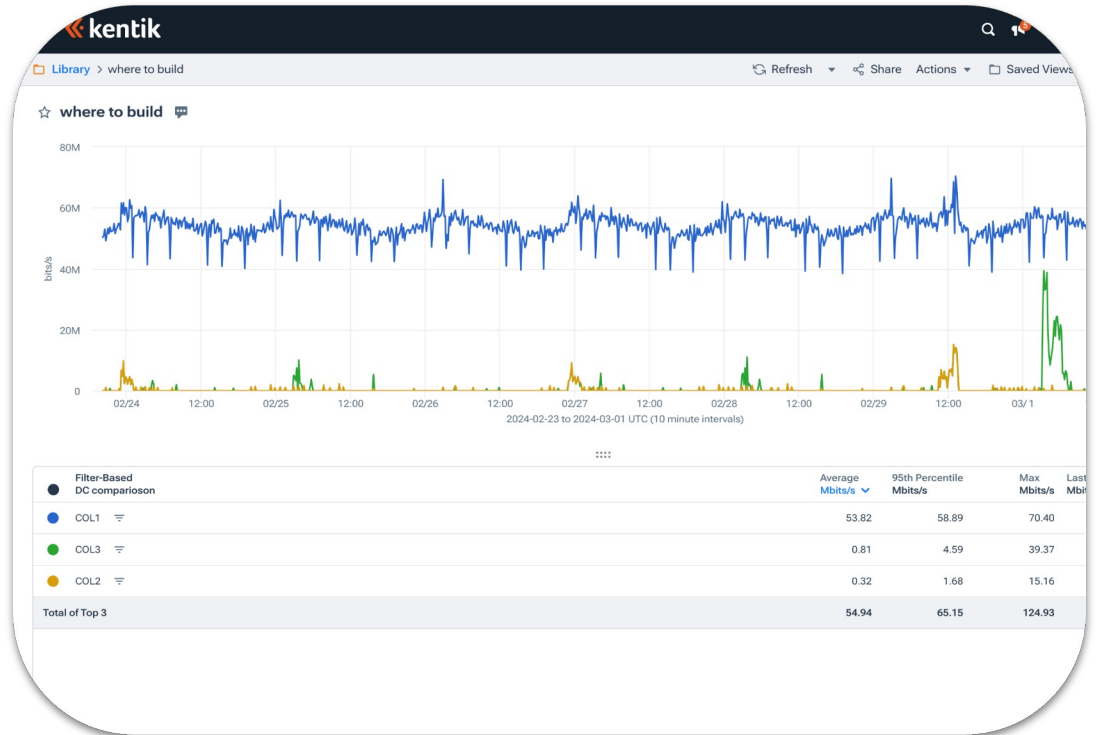 kentik
5
Library > where to build
Refresh
Share
Actions
Saved Views
where to build
80M
60M
40M
20M
0
bits/s
02/24
12:00
02/25
12:00
02/26
12:00
02/27
12:00
02/28
12:00
02/29
12:00
03/1
2024-02-23 to 2024-03-01 UTC (10 minute intervals)
Filter-Based
DC comparioson
Average
Mbits/s
95th Percentile
Mbits/s
Max
Mbits/s
Last
COL1
53.82
58.89
70.40
COL3
0.81
4.59
39.37
COL2
0.32
1.68
15.16
Total of Top 3
54.94
65.15
124.93